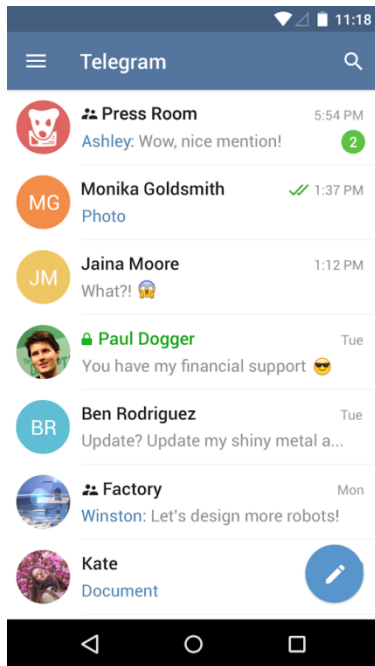 11:18
Telegram
Press Room 5:54 PM
Ashley: Wow, nice mention! 2
MG Monika Goldsmith 1:37 PM
Photo
JM Jaina Moore 1:12 PM
What?! 😱
Paul Dogger Tue
You have my financial support 😎
BR Ben Rodriguez Tue
Update? Update my shiny metal a...
Factory Mon
Winston: Let's design more robots!
Kate
Document